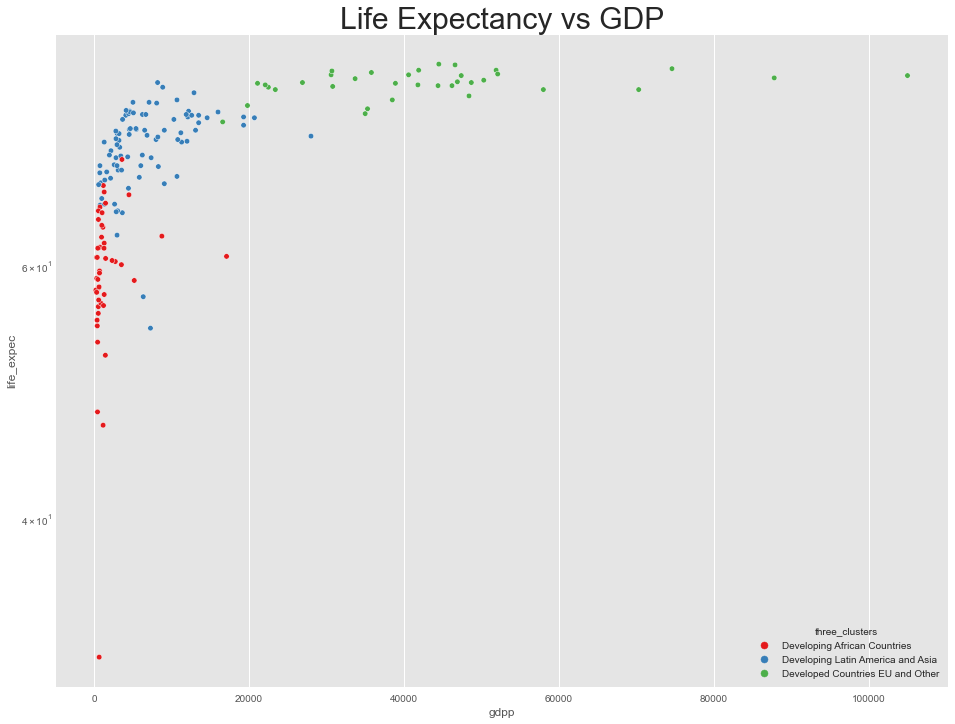 Life Expectancy vs GDP
6 × 10¹
life_expec
4 × 10¹
three_clusters
Developing African Countries
Developing Latin America and Asia
Developed Countries EU and Other
0 20000 40000 60000 80000 100000
gdpp